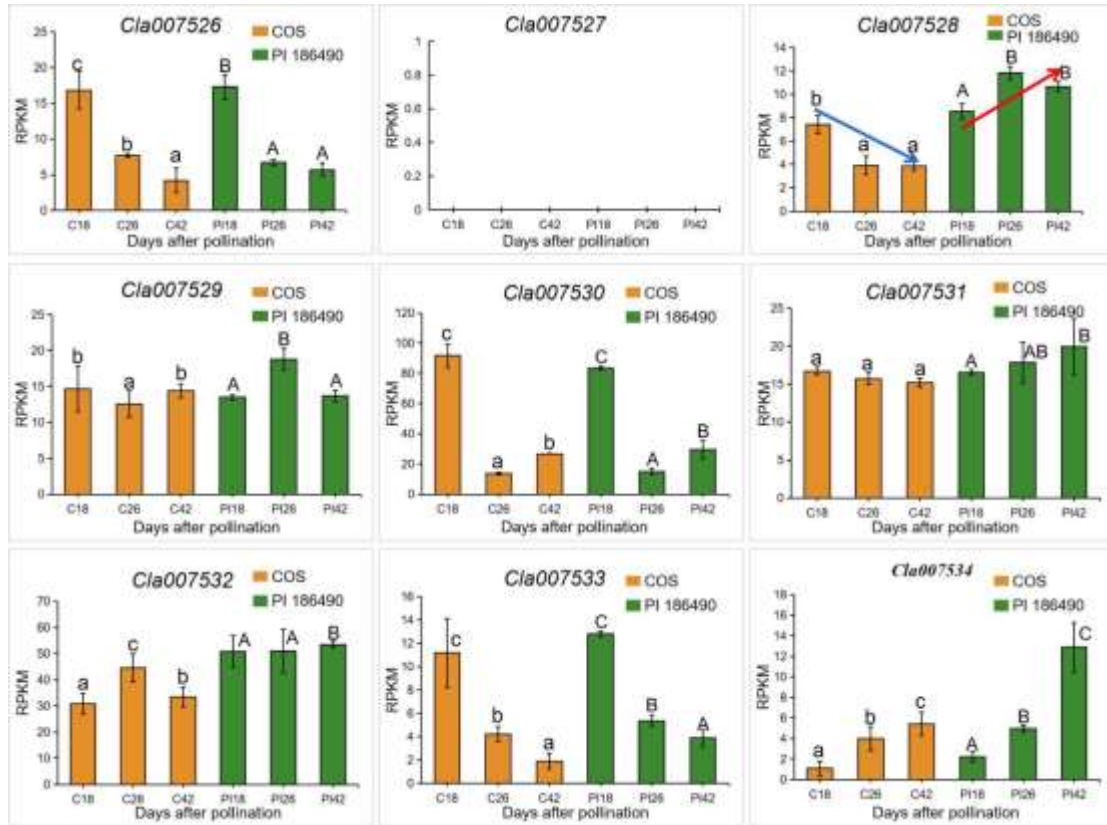 Cla007526
COS
PI 186490
RPKM
25
20
15
10
5
0
c
b
a
B
A
A
C18 C26 C42 PI18 PI26 PI42
Days after pollination
Cla007527
RPKM
1
0.8
0.6
0.4
0.2
0
C18 C26 C42 PI18 PI26 PI42
Days after pollination
Cla007528
COS
PI 186490
RPKM
14
12
10
8
6
4
2
0
b
a
a
A
B
B
C18 C26 C42 PI18 PI26 PI42
Days after pollination
Cla007529
COS
PI 186490
RPKM
25
20
15
10
5
0
b
a
b
A
B
A
C18 C26 C42 PI18 PI26 PI42
Days after pollination
Cla007530
COS
PI 186490
RPKM
120
100
80
60
40
20
0
c
a
b
C
A
B
C18 C26 C42 PI18 PI26 PI42
Days after pollination
Cla007531
COS
PI 186490
RPKM
25
20
15
10
5
0
a
a
a
A
AB
B
C18 C26 C42 PI18 PI26 PI42
Days after pollination
Cla007532
COS
PI 186490
RPKM
70
60
50
40
30
20
10
0
a
c
b
A
A
B
C18 C26 C42 PI18 PI26 PI42
Days after pollination
Cla007533
COS
PI 186490
RPKM
16
14
12
10
8
6
4
2
0
c
b
a
C
B
A
C18 C26 C42 PI18 PI26 PI42
Days after pollination
Cla007534
COS
PI 186490
RPKM
18
16
14
12
10
8
6
4
2
0
a
b
c
A
B
C
C18 C26 C42 PI18 PI26 PI42
Days after pollination